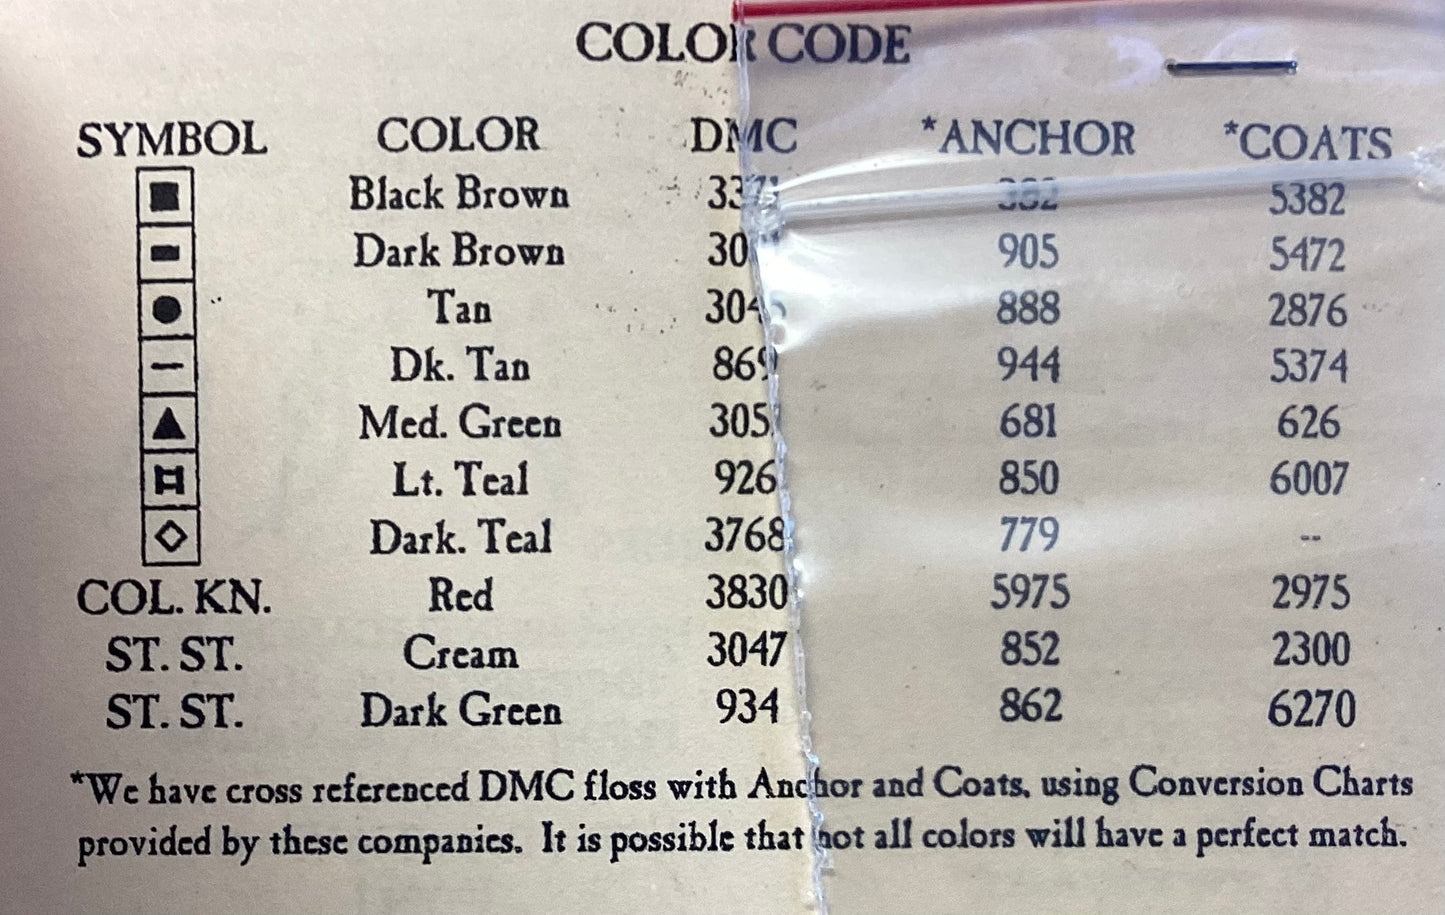 COLOR CODE
SYMBOL COLOR DMC *ANCHOR *COATS
Black Brown 5382
Dark Brown 905 5472
Tan 888 2876
Dk. Tan 869 944 5374
Med. Green 681 626
Lt. Teal 926 850 6007
Dark. Teal 3768 779 --
COL. KN. Red 3830 5975 2975
ST. ST. Cream 3047 852 2300
ST. ST. Dark Green 934 862 6270
*We have cross referenced DMC floss with Anchor and Coats, using Conversion Charts
provided by these companies. It is possible that not all colors will have a perfect match.